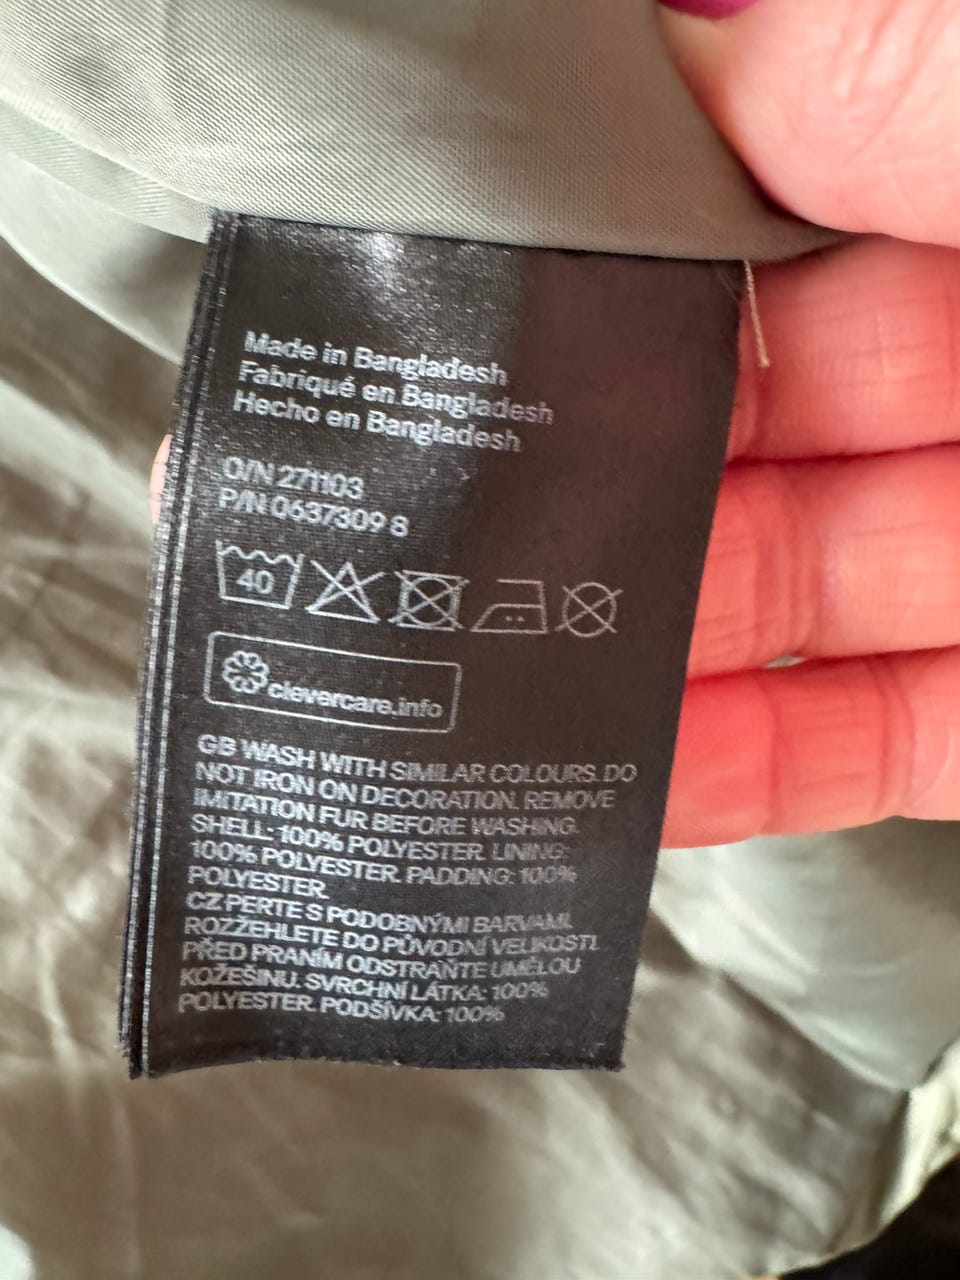 Made in Bangladesh
Fabriqué en Bangladesh
Hecho en Bangladesh
O/N 271103
P/N 0637309 8
40
clevercare.info
GB WASH WITH SIMILAR COLOURS. DO
NOT IRON ON DECORATION. REMOVE
IMITATION FUR BEFORE WASHING.
SHELL: 100% POLYESTER. LINING:
100% POLYESTER. PADDING: 100%
POLYESTER.
CZ PERTE S PODOBNÝMI BARVAMI.
ROZZEHLETE DO PŮVODNÍ VELIKOSTI.
PŘED PRANÍM ODSTRAŇTE UMĚLOU
KOŽEŠINU. SVRCHNÍ LÁTKA: 100%
POLYESTER. PODŠÍVKA: 100%